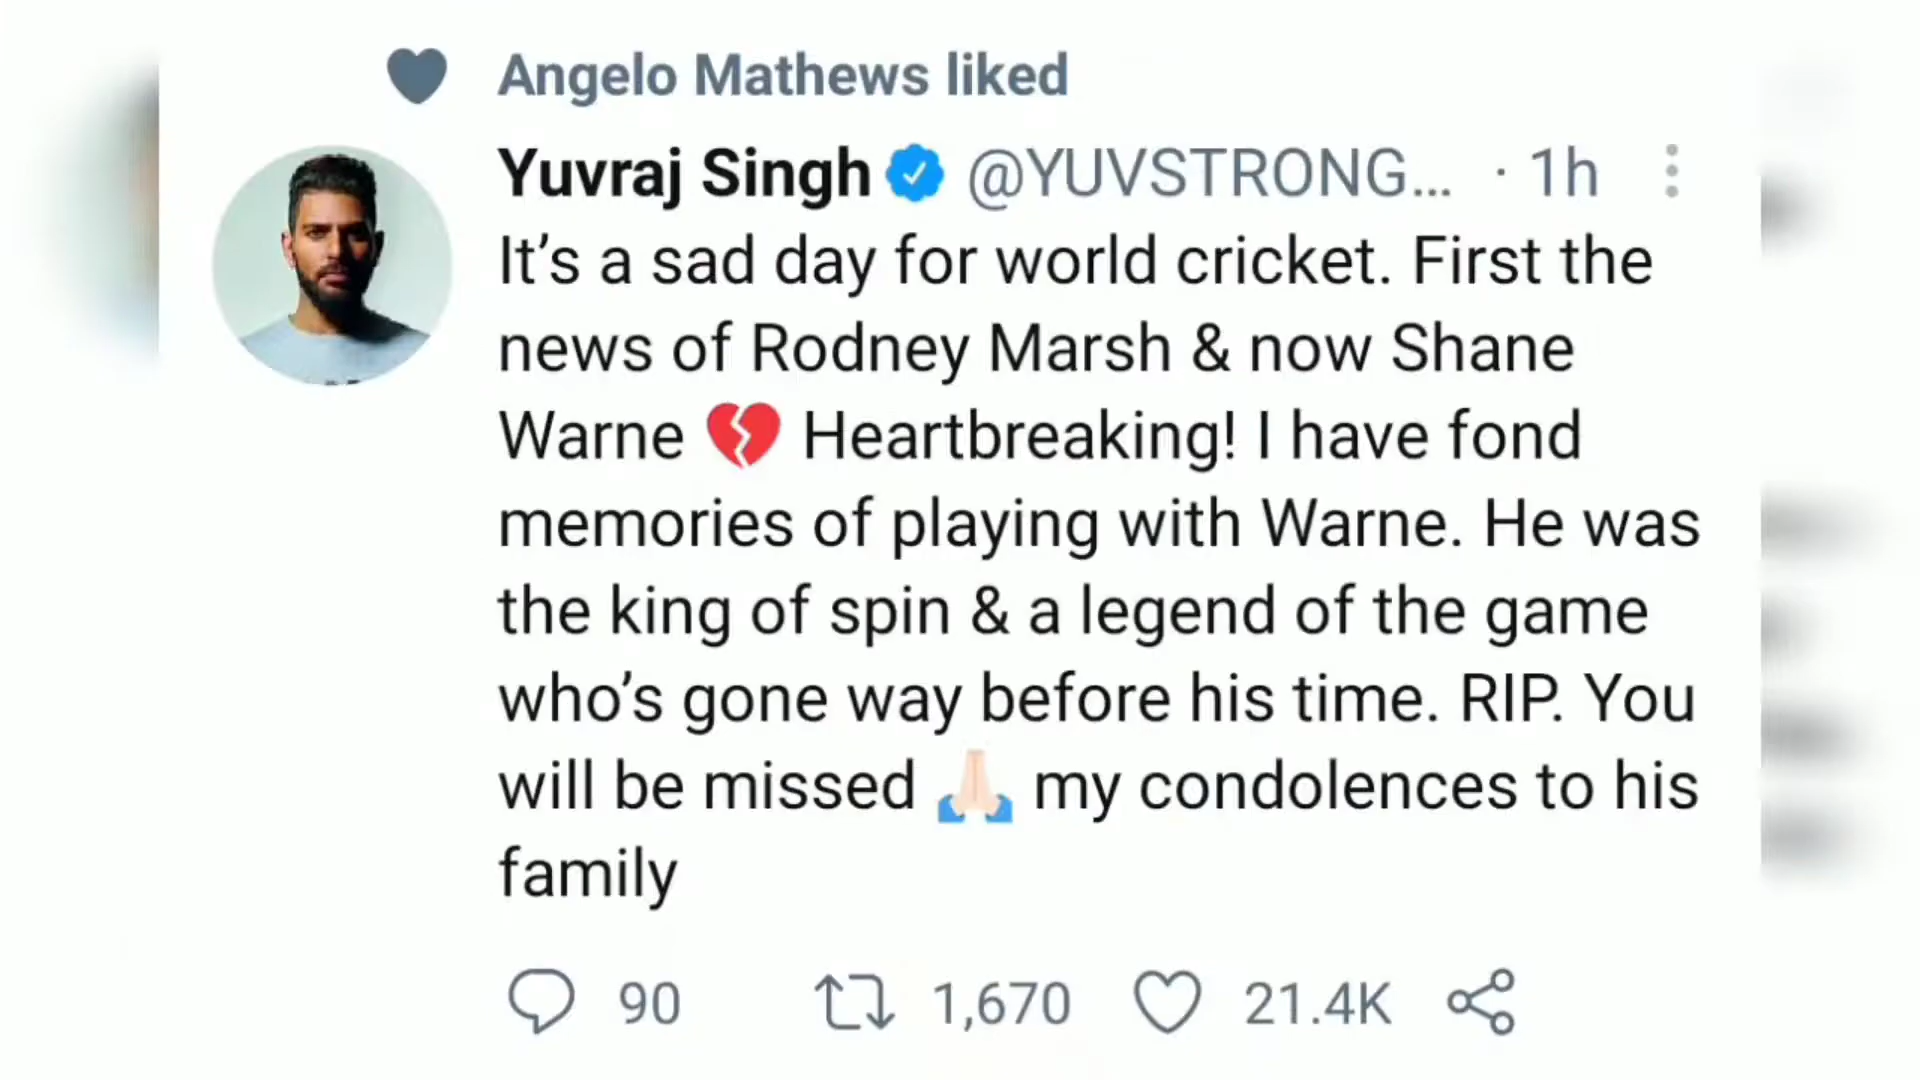 Angelo Mathews liked
Yuvraj Singh @YUVSTRONG... · 1h
It's a sad day for world cricket. First the
news of Rodney Marsh & now Shane
Warne 💔 Heartbreaking! I have fond
memories of playing with Warne. He was
the king of spin & a legend of the game
who's gone way before his time. RIP. You
will be missed 🙏🏻 my condolences to his
family
90 1,670 21.4K